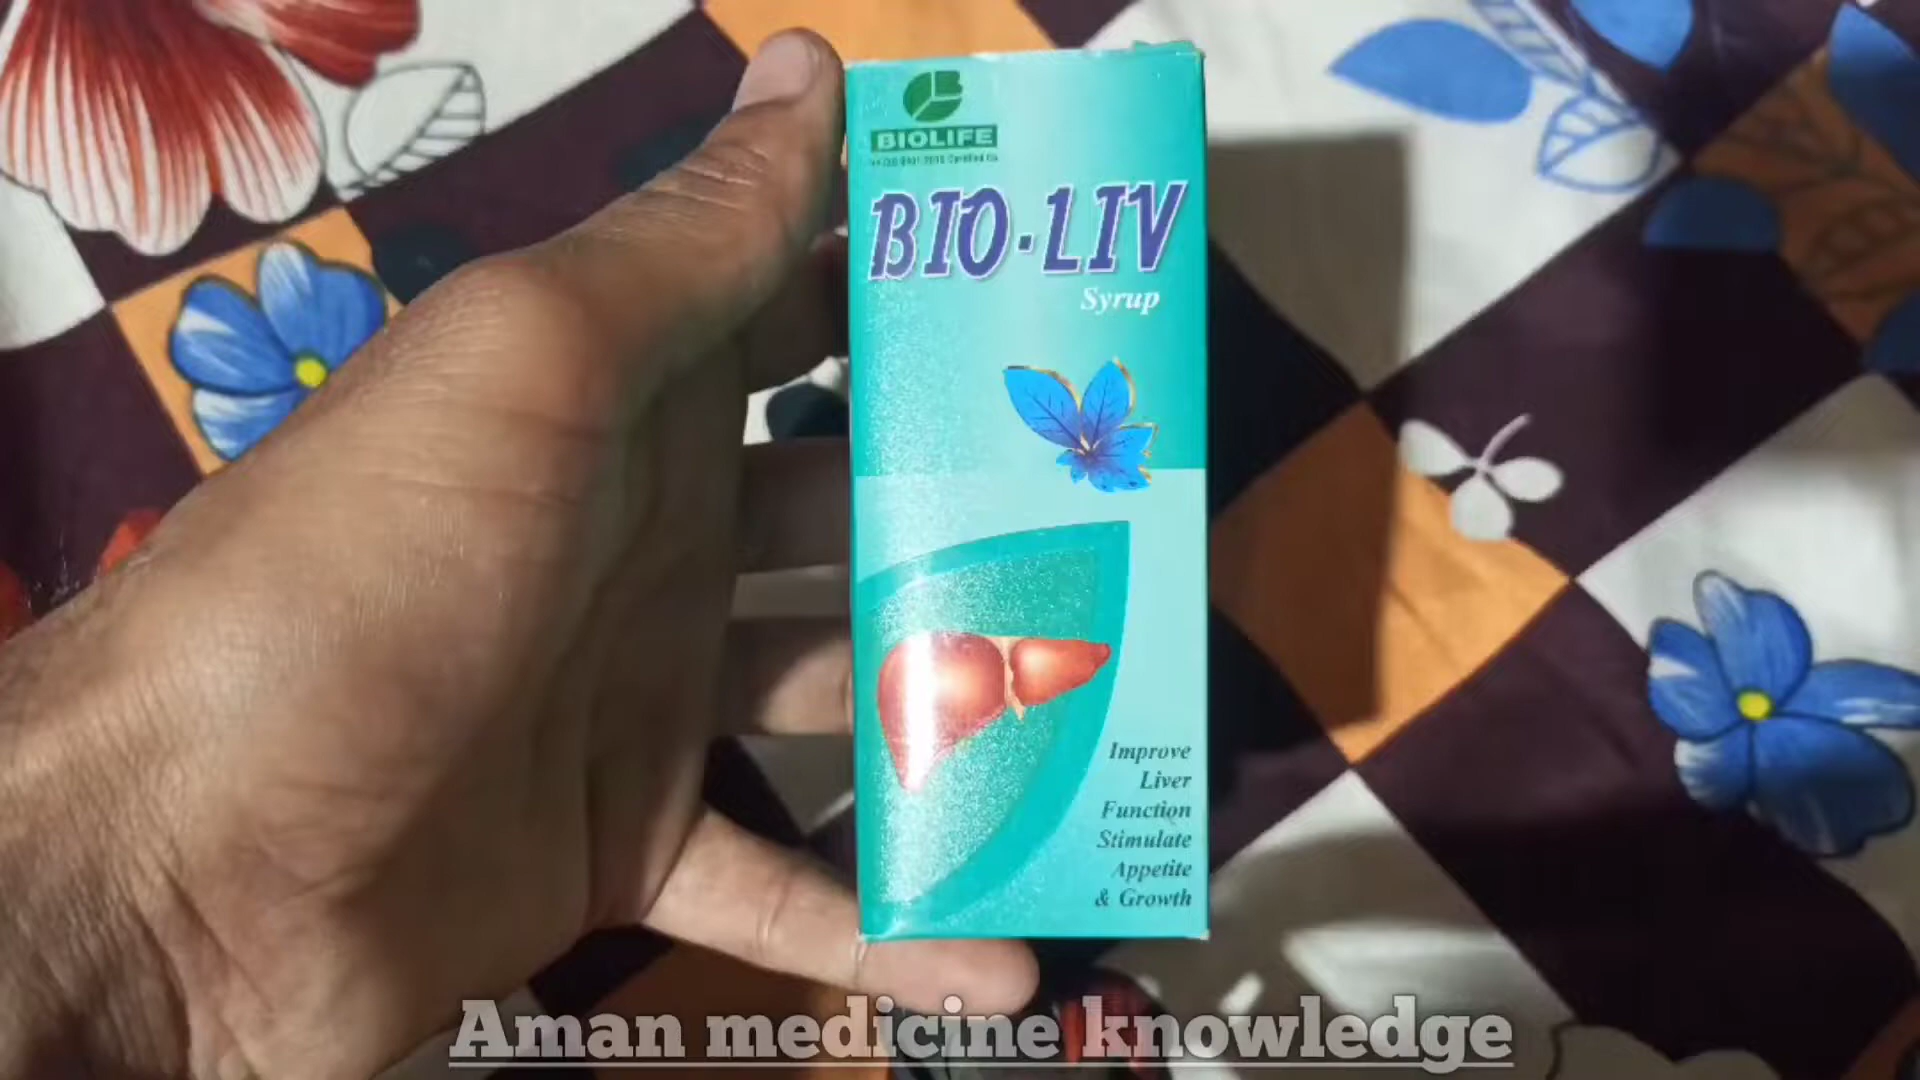 BIOLIFE
BIO-LIV
Syrup
Improve
Liver
Function
Stimulate
Appetite
& Growth
Aman medicine knowledge